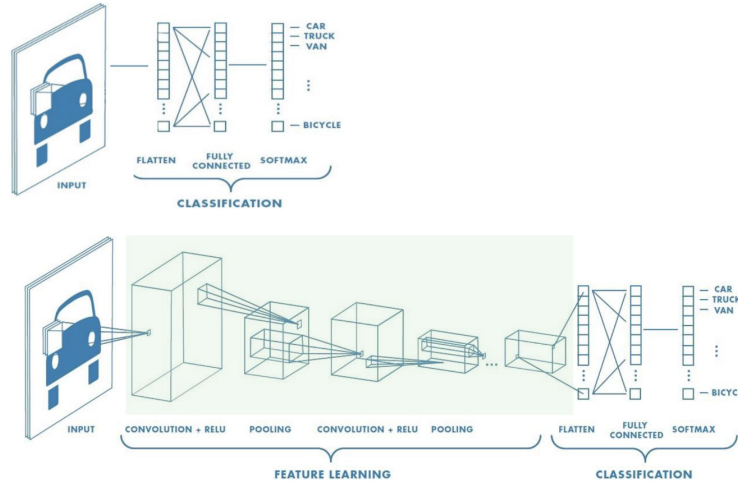 CAR
TRUCK
VAN
BICYCLE
FLATTEN FULLY CONNECTED SOFTMAX
INPUT
CLASSIFICATION
CAR
TRUCK
VAN
BICYC
INPUT CONVOLUTION + RELU POOLING CONVOLUTION + RELU POOLING FLATTEN FULLY CONNECTED SOFTMAX
FEATURE LEARNING CLASSIFICATION